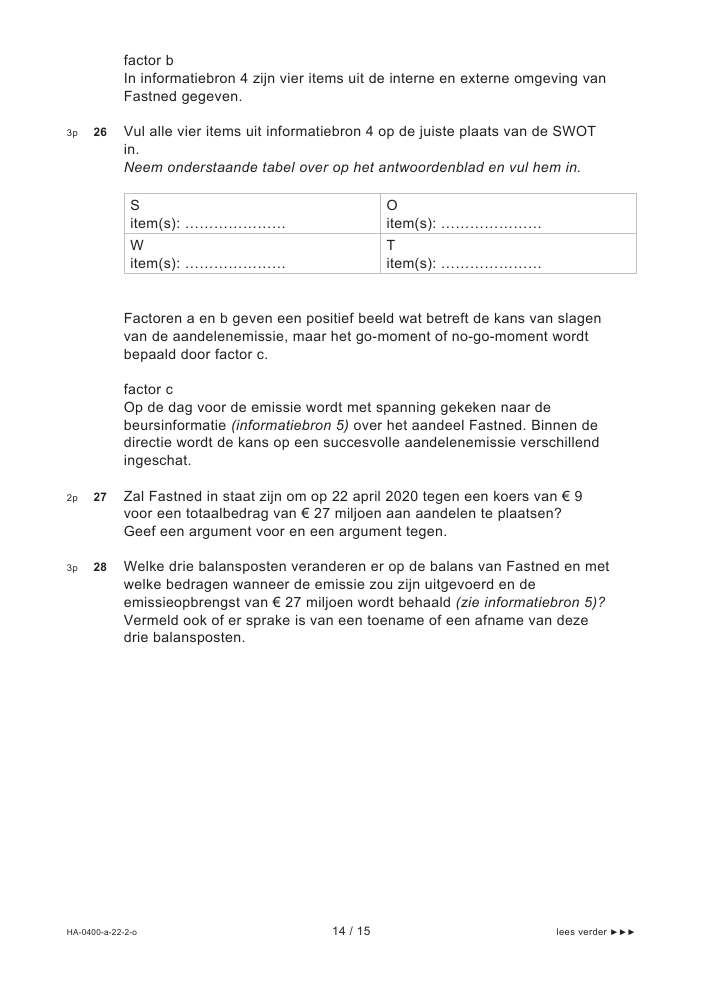 factor b
In informatiebron 4 zijn vier items uit de interne en externe omgeving van
Fastned gegeven.
3p 26 Vul alle vier items uit informatiebron 4 op de juiste plaats van de SWOT
in.
Neem onderstaande tabel over op het antwoordenblad en vul hem in.
S
item(s): …………………
O
item(s): …………………
W
item(s): …………………
T
item(s): …………………
Factoren a en b geven een positief beeld wat betreft de kans van slagen
van de aandelenemissie, maar het go-moment of no-go-moment wordt
bepaald door factor c.
factor c
Op de dag voor de emissie wordt met spanning gekeken naar de
beursinformatie (informatiebron 5) over het aandeel Fastned. Binnen de
directie wordt de kans op een succesvolle aandelenemissie verschillend
ingeschat.
2p 27 Zal Fastned in staat zijn om op 22 april 2020 tegen een koers van € 9
voor een totaalbedrag van € 27 miljoen aan aandelen te plaatsen?
Geef een argument voor en een argument tegen.
3p 28 Welke drie balansposten veranderen er op de balans van Fastned en met
welke bedragen wanneer de emissie zou zijn uitgevoerd en de
emissieopbrengst van € 27 miljoen wordt behaald (zie informatiebron 5)?
Vermeld ook of er sprake is van een toename of een afname van deze
drie balansposten.
HA-0400-a-22-2-o 14 / 15 lees verder ►►►